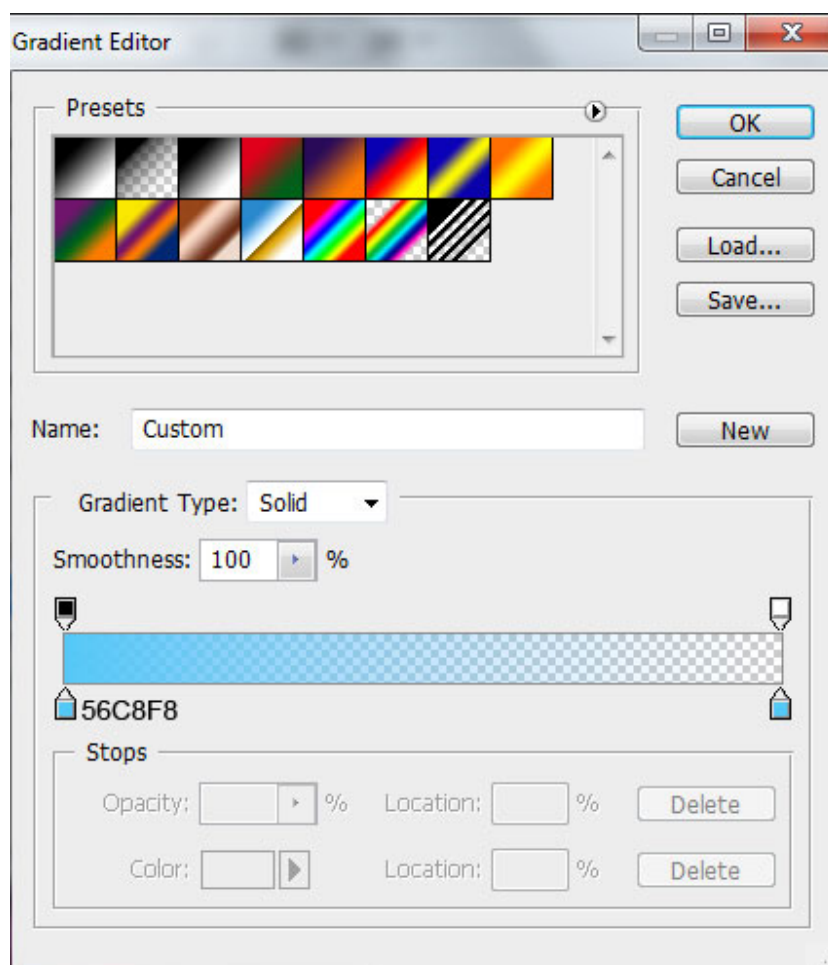 Gradient Editor
Presets
OK
Cancel
Load...
Save...
Name: Custom
New
Gradient Type: Solid
Smoothness: 100 %
56C8F8
Stops
Opacity: % Location: % Delete
Color: Location: % Delete